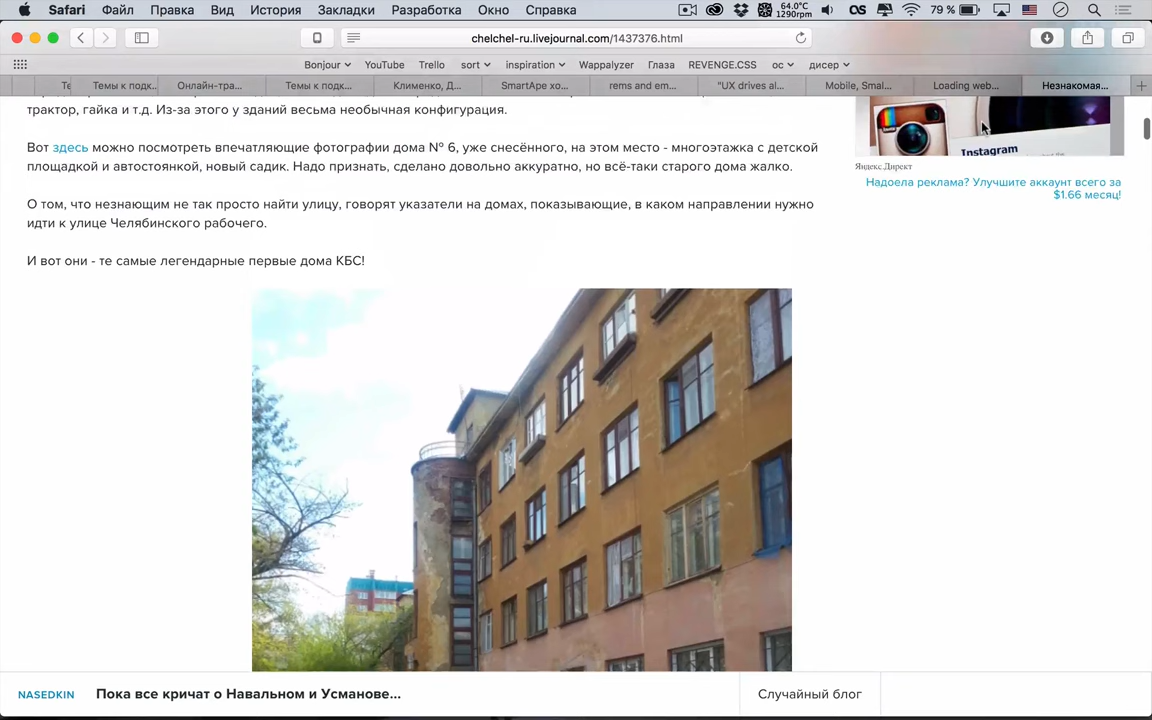 Safari Файл Правка Вид История Закладки Разработка Окно Справка 64.0°C 1290rpm 79 %
chelchel-ru.livejournal.com/1437376.html
Bonjour YouTube Trello sort inspiration Wappalyzer Глаза REVENGE.CSS ос дисер
Те Темы к подк... Онлайн-тра... Темы к подк... Клименко, Д... SmartApe хо... rems and em... "UX drives al... Mobile, Smal... Loading web... Незнакомая...
трактор, гайка и т.д. Из-за этого у зданий весьма необычная конфигурация.
Вот здесь можно посмотреть впечатляющие фотографии дома № 6, уже снесённого, на этом место - многоэтажка с детской
площадкой и автостоянкой, новый садик. Надо признать, сделано довольно аккуратно, но всё-таки старого дома жалко.
О том, что незнающим не так просто найти улицу, говорят указатели на домах, показывающие, в каком направлении нужно
идти к улице Челябинского рабочего.
И вот они - те самые легендарные первые дома КБС!
Instagram
Яндекс.Директ
Надоела реклама? Улучшите аккаунт всего за
$1.66 месяц!
NASEDKIN Пока все кричат о Навальном и Усманове... Случайный блог